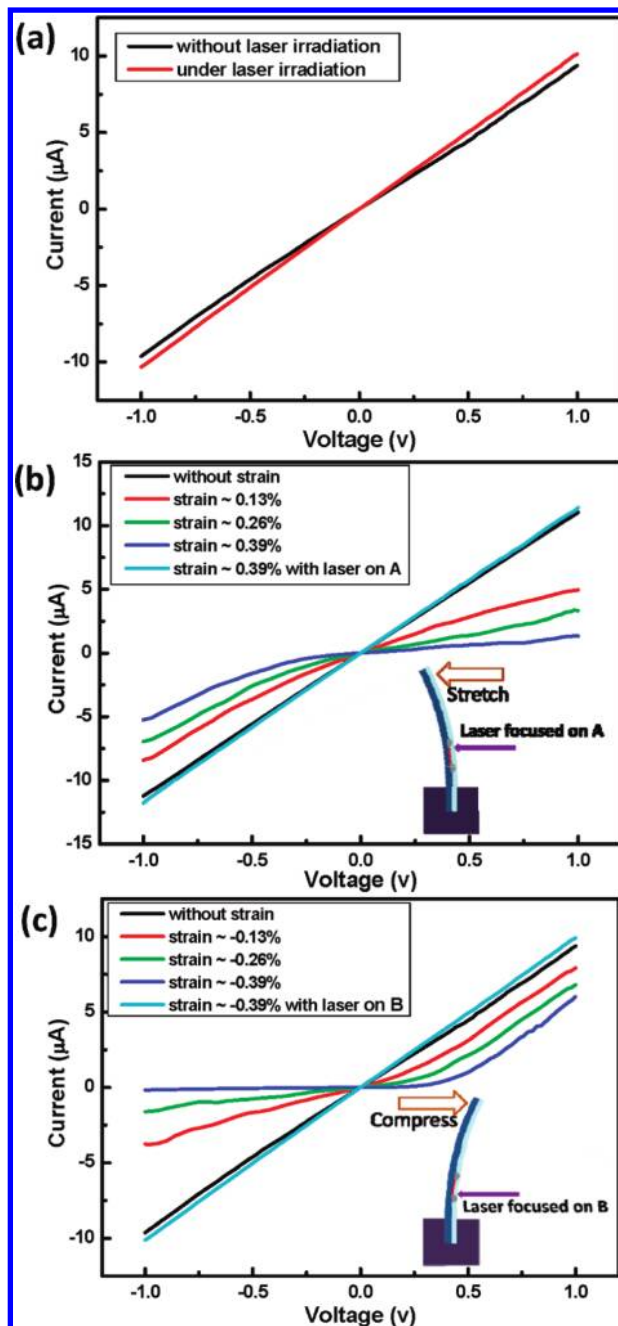 (a)
without laser irradiation
under laser irradiation
10
5
0
-5
-10
Current (μA)
-1.0 -0.5 0.0 0.5 1.0
Voltage (v)
(b)
without strain
strain ~ 0.13%
strain ~ 0.26%
strain ~ 0.39%
strain ~ 0.39% with laser on A
15
10
5
0
-5
-10
-15
Current (μA)
Stretch
Laser focused on A
-1.0 -0.5 0.0 0.5 1.0
Voltage (v)
(c)
without strain
strain ~ -0.13%
strain ~ -0.26%
strain ~ -0.39%
strain ~ -0.39% with laser on B
10
5
0
-5
-10
Current (μA)
Compress
Laser focused on B
-1.0 -0.5 0.0 0.5 1.0
Voltage (v)